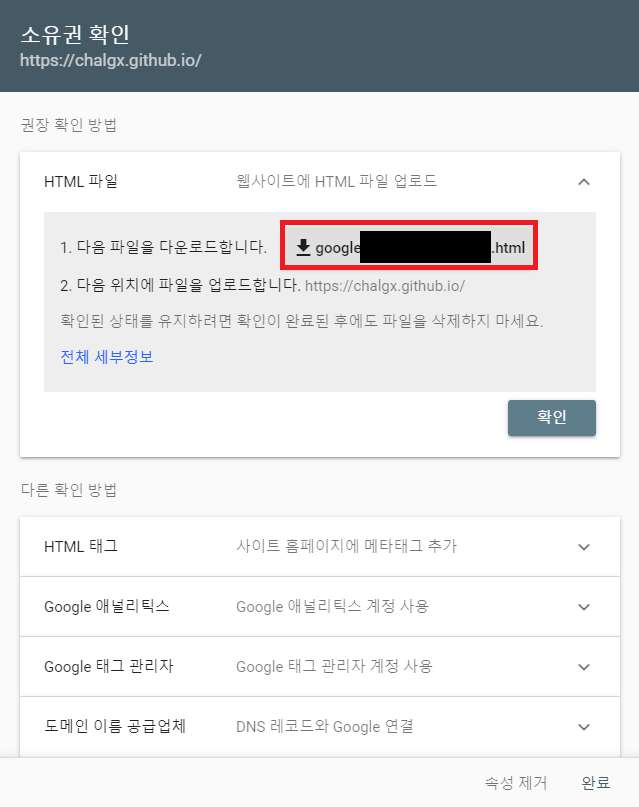 소유권 확인
https://chalgx.github.io/
권장 확인 방법
HTML 파일 웹사이트에 HTML 파일 업로드
1. 다음 파일을 다운로드합니다. google .html
2. 다음 위치에 파일을 업로드합니다. https://chalgx.github.io/
확인된 상태를 유지하려면 확인이 완료된 후에도 파일을 삭제하지 마세요.
전체 세부정보
확인
다른 확인 방법
HTML 태그 사이트 홈페이지에 메타태그 추가
Google 애널리틱스 Google 애널리틱스 계정 사용
Google 태그 관리자 Google 태그 관리자 계정 사용
도메인 이름 공급업체 DNS 레코드와 Google 연결
속성 제거 완료